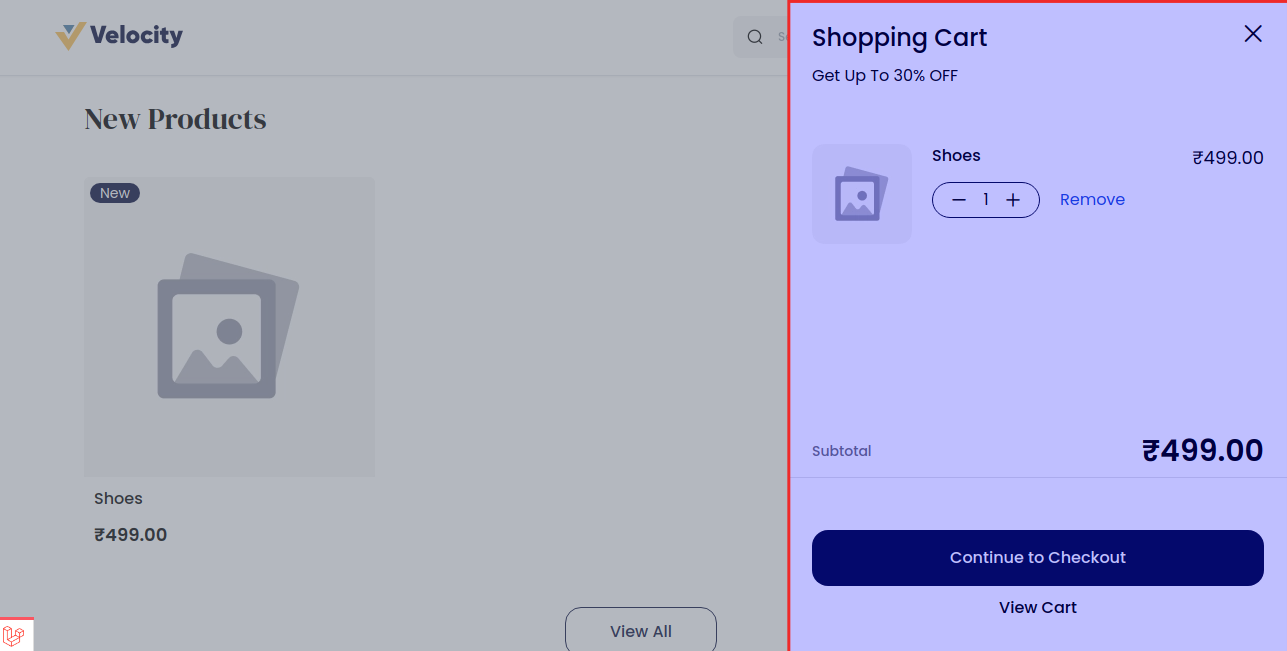 Velocity
New Products
New
Shoes
₹499.00
View All
Shopping Cart
Get Up To 30% OFF
Shoes
₹499.00
1
Remove
Subtotal
₹499.00
Continue to Checkout
View Cart